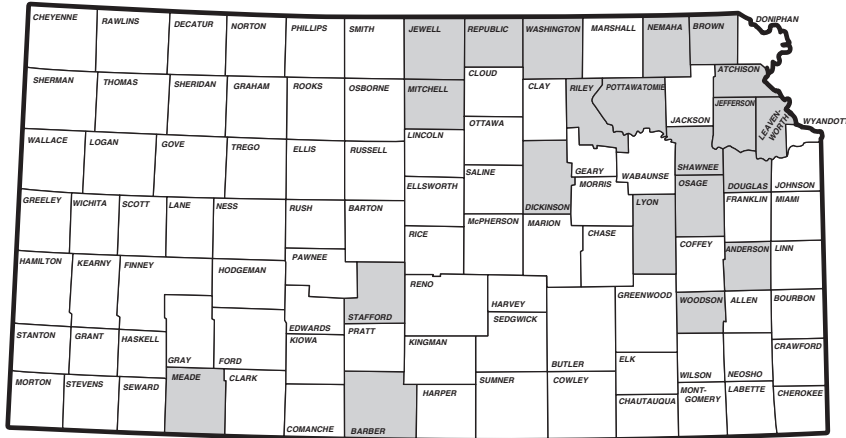 CHEYENNE
RAWLINS
DECATUR
NORTON
PHILLIPS
SMITH
JEWELL
REPUBLIC
WASHINGTON
MARSHALL
NEMAHA
BROWN
DONIPHAN
SHERMAN
THOMAS
SHERIDAN
GRAHAM
ROOKS
OSBORNE
MITCHELL
CLOUD
CLAY
RILEY
POTTAWATOMIE
JACKSON
ATCHISON
JEFFERSON
LEAVEN-
WORTH
WYANDOTT
WALLACE
LOGAN
GOVE
TREGO
ELLIS
RUSSELL
LINCOLN
OTTAWA
SALINE
DICKINSON
GEARY
MORRIS
WABAUNSE
SHAWNEE
OSAGE
DOUGLAS
JOHNSON
GREELEY
WICHITA
SCOTT
LANE
NESS
RUSH
BARTON
ELLSWORTH
RICE
McPHERSON
MARION
CHASE
LYON
COFFEY
FRANKLIN
MIAMI
ANDERSON
LINN
HAMILTON
KEARNY
FINNEY
HODGEMAN
PAWNEE
STAFFORD
RENO
HARVEY
SEDGWICK
BUTLER
GREENWOOD
WOODSON
ALLEN
BOURBON
STANTON
GRANT
HASKELL
GRAY
FORD
EDWARDS
KIOWA
PRATT
KINGMAN
ELK
WILSON
NEOSHO
CRAWFORD
MORTON
STEVENS
SEWARD
MEADE
CLARK
COMANCHE
BARBER
HARPER
SUMNER
COWLEY
CHAUTAUQUA
MONT-
GOMERY
LABETTE
CHEROKEE